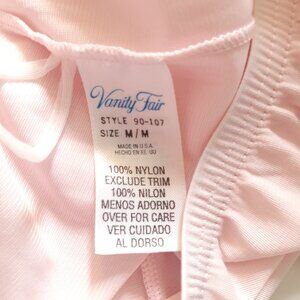 Vanity Fair
STYLE 90-107
SIZE M/M
MADE IN U.S.A.
HECHO EN EE UU
100% NYLON
EXCLUDE TRIM
100% NILON
MENOS ADORNO
OVER FOR CARE
VER CUIDADO
AL DORSO